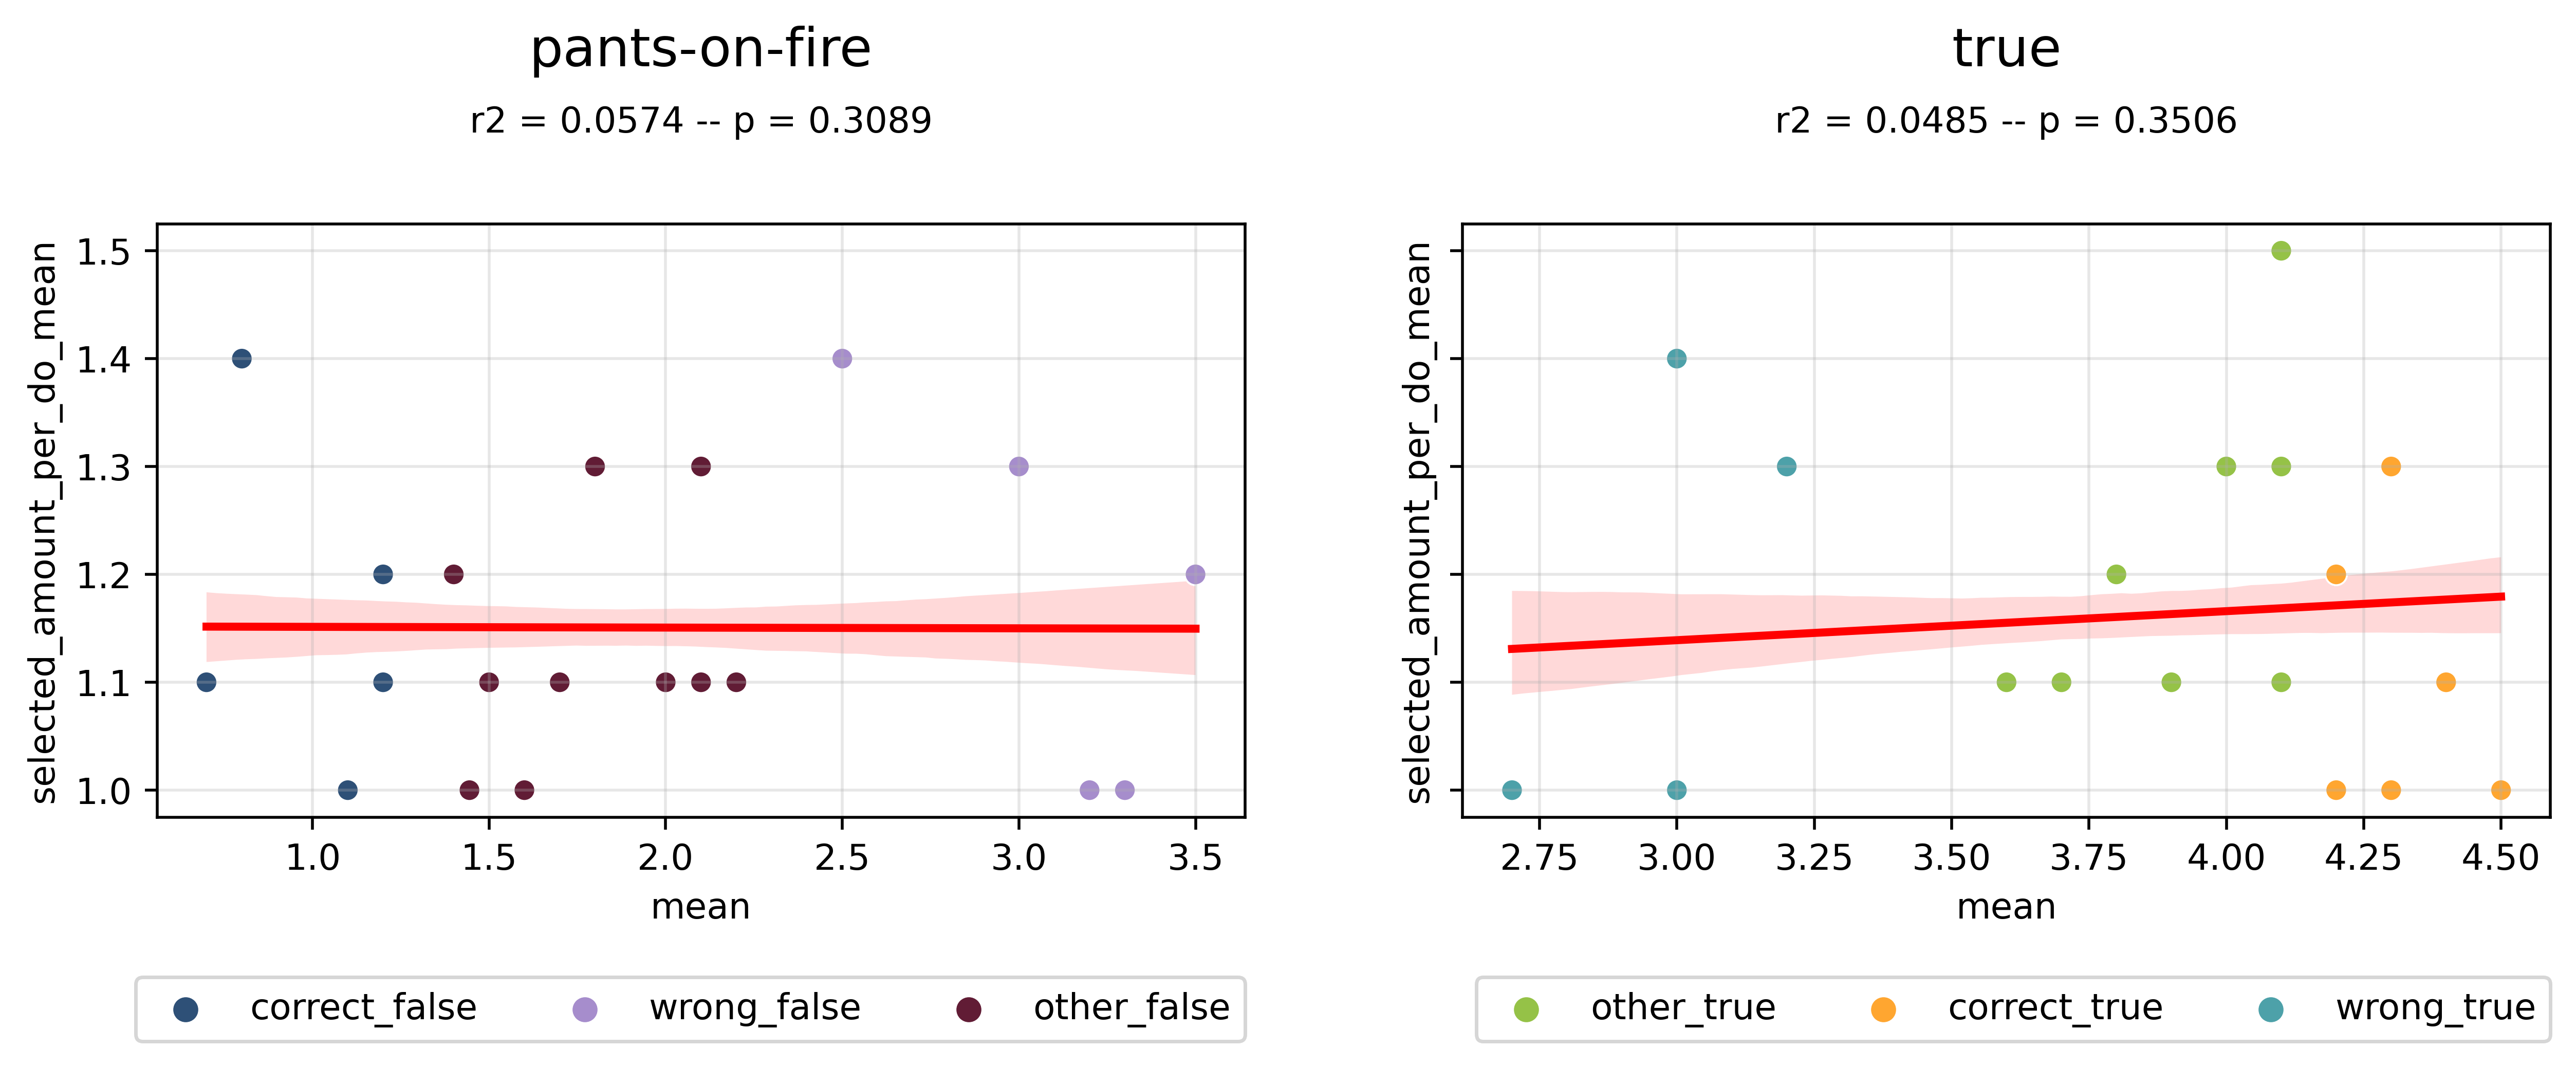 pants-on-fire
r2 = 0.0574 -- p = 0.3089
selected_amount_per_do_mean
1.5
1.4
1.3
1.2
1.1
1.0
1.0 1.5 2.0 2.5 3.0 3.5
mean
correct_false wrong_false other_false
true
r2 = 0.0485 -- p = 0.3506
selected_amount_per_do_mean
2.75 3.00 3.25 3.50 3.75 4.00 4.25 4.50
mean
other_true correct_true wrong_true